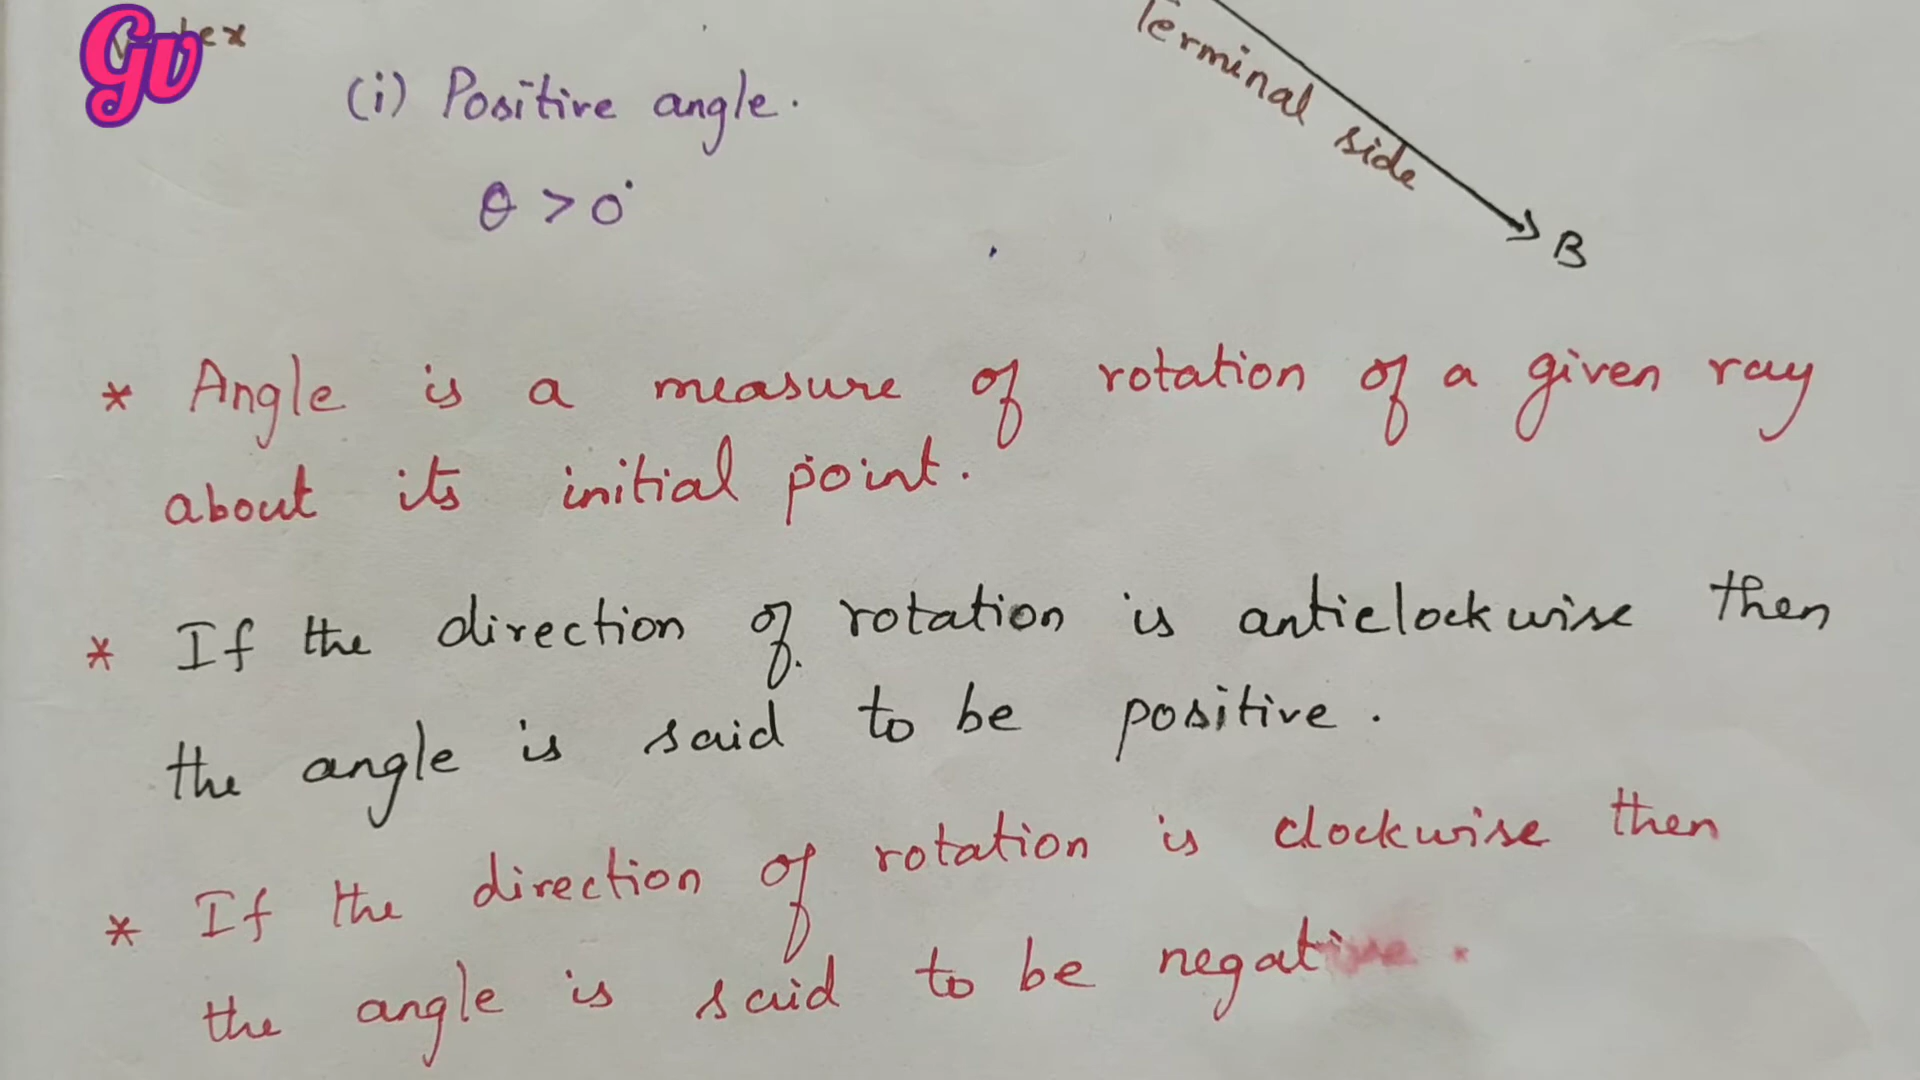 Gv
(i) Positive angle.
θ > 0°
Terminal side
B
* Angle is a measure of rotation of a given ray
about its initial point.
* If the direction of rotation is anticlockwise then
the angle is said to be positive.
* If the direction of rotation is clockwise then
the angle is said to be negative.